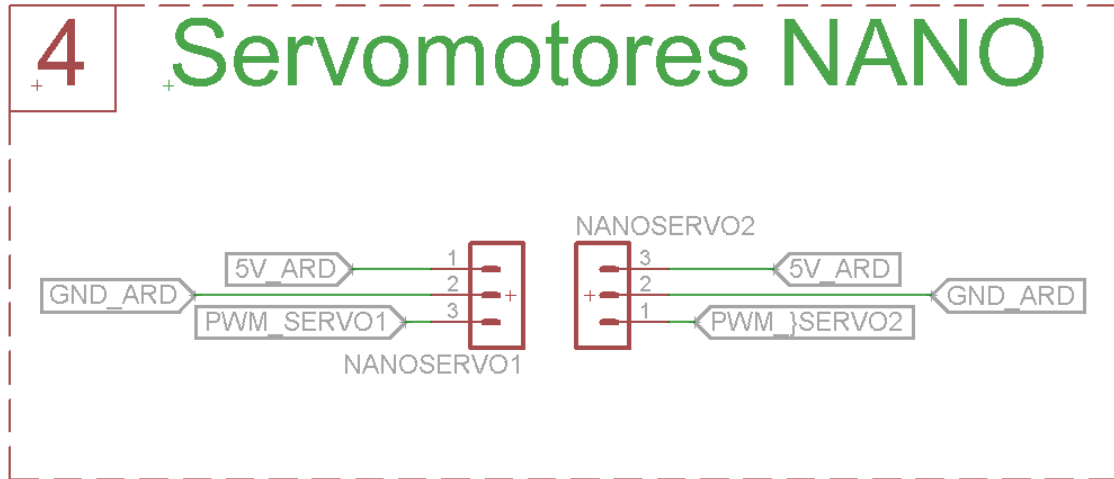 4 Servomotores NANO
NANOSERVO2
5V_ARD 1 3 5V_ARD
GND_ARD 2 2 GND_ARD
PWM_SERVO1 3 1 PWM_}SERVO2
NANOSERVO1